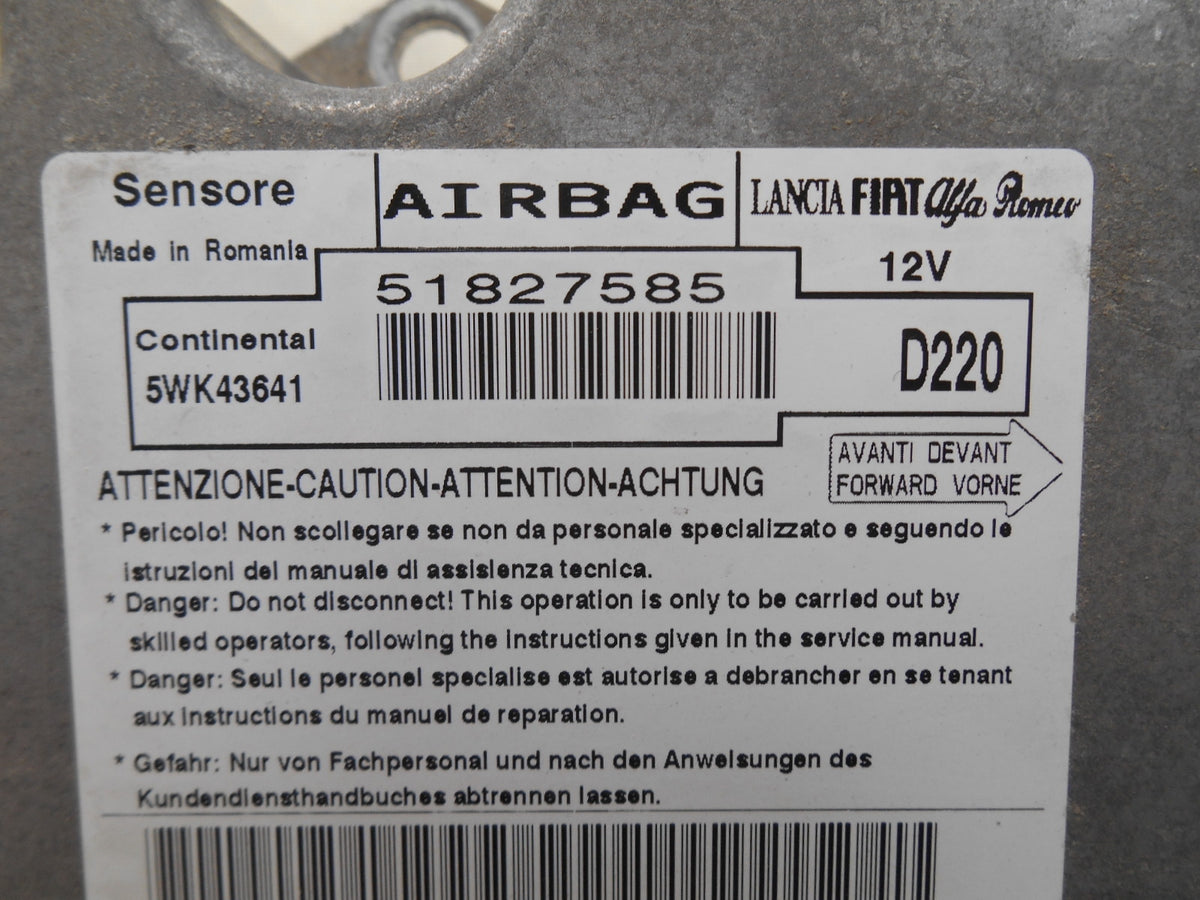 Sensore
AIRBAG
LANCIA FIAT Alfa Romeo
Made in Romania
12V
51827585
Continental
5WK43641
D220
AVANTI DEVANT
FORWARD VORNE
ATTENZIONE-CAUTION-ATTENTION-ACHTUNG
* Pericolo! Non scollegare se non da personale specializzato e seguendo le
istruzioni del manuale di assislenza tecnica.
* Danger: Do not disconnect! This operation is only to be carried out by
skilled operators, following the instructions given in the service manual.
* Danger: Seul le personel specialise est autorise a debrancher en se tenant
aux instructions du manuel de reparation.
* Gefahr: Nur von Fachpersonal und nach den Anweisungen des
Kundendiensthandbuches abtrennen lassen.